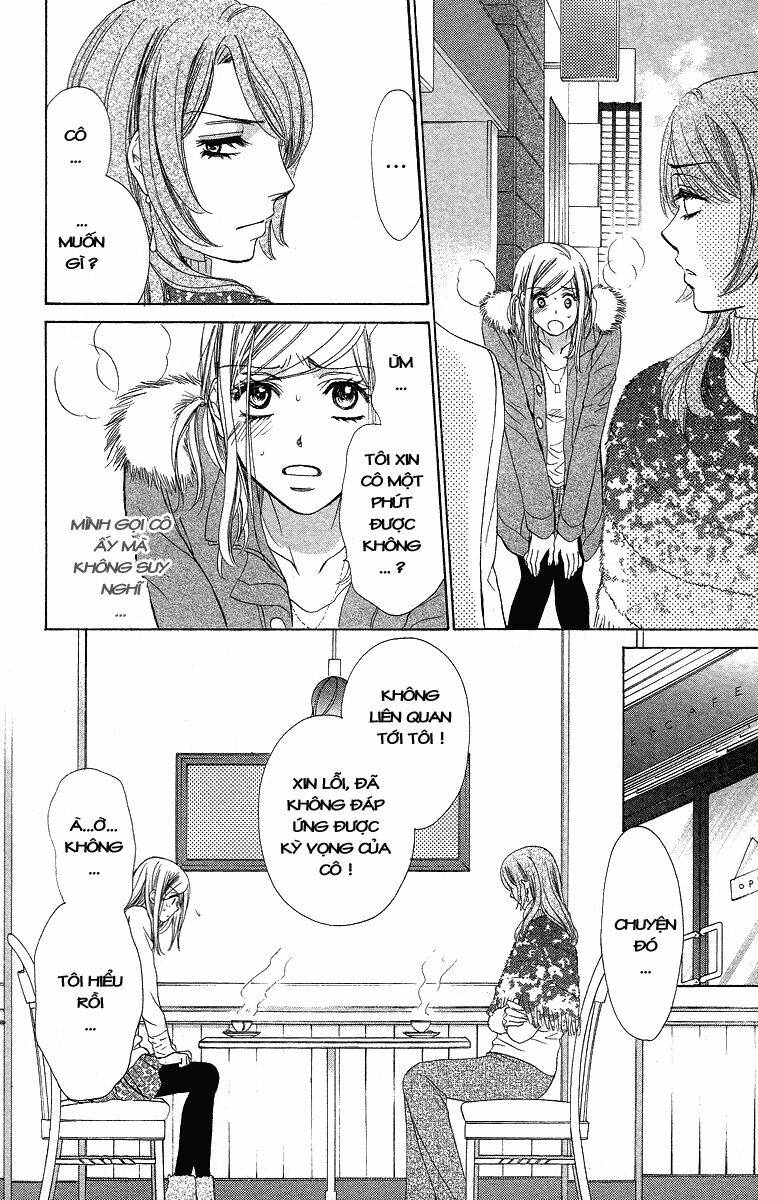 ...
CÔ
...
...
MUỐN
GÌ ?
ỪM
...
TÔI XIN
CÔ MỘT
PHÚT
ĐƯỢC
KHÔNG
... ?
MÌNH GỌI CÔ
ẤY MÀ
KHÔNG SUY
NGHĨ
...
CAFE
OP
CHUYỆN
ĐÓ
...
KHÔNG
LIÊN QUAN
TỚI TÔI !
XIN LỖI, ĐÃ
KHÔNG ĐÁP
ỨNG ĐƯỢC
KỲ VỌNG CỦA
CÔ !
À...Ờ...
KHÔNG
...
TÔI HIỂU
RỒI
...